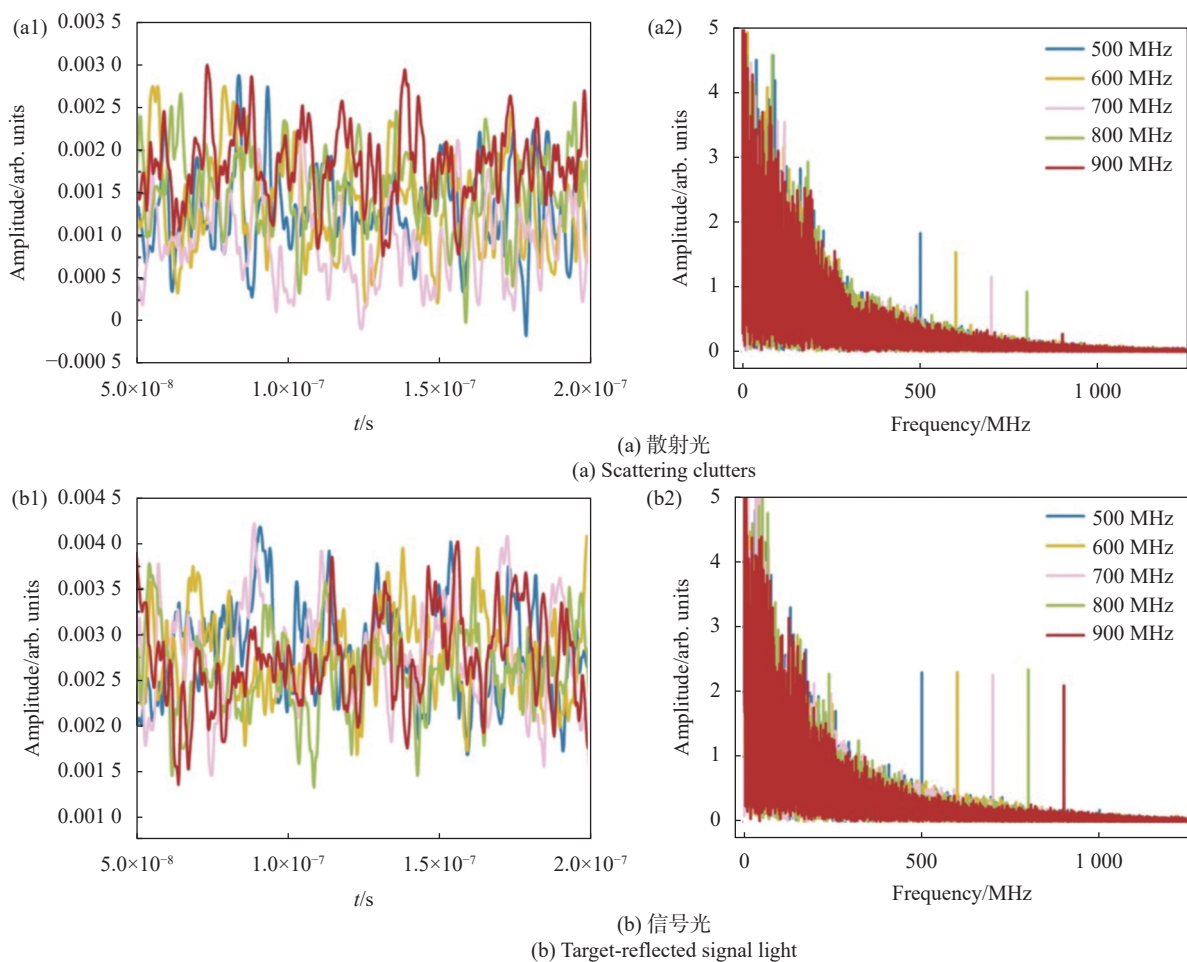 (a1)
0.003 5
0.003 0
0.002 5
0.002 0
0.001 5
0.001 0
0.000 5
0
−0.000 5
Amplitude/arb. units
5.0×10⁻⁸
1.0×10⁻⁷
1.5×10⁻⁷
2.0×10⁻⁷
t/s
(a2)
5
4
3
2
1
0
Amplitude/arb. units
500 MHz
600 MHz
700 MHz
800 MHz
900 MHz
0
500
1 000
Frequency/MHz
(a) 散射光
(a) Scattering clutters
(b1)
0.004 5
0.004 0
0.003 5
0.003 0
0.002 5
0.002 0
0.001 5
0.001 0
Amplitude/arb. units
5.0×10⁻⁸
1.0×10⁻⁷
1.5×10⁻⁷
2.0×10⁻⁷
t/s
(b2)
5
4
3
2
1
0
Amplitude/arb. units
500 MHz
600 MHz
700 MHz
800 MHz
900 MHz
0
500
1 000
Frequency/MHz
(b) 信号光
(b) Target-reflected signal light